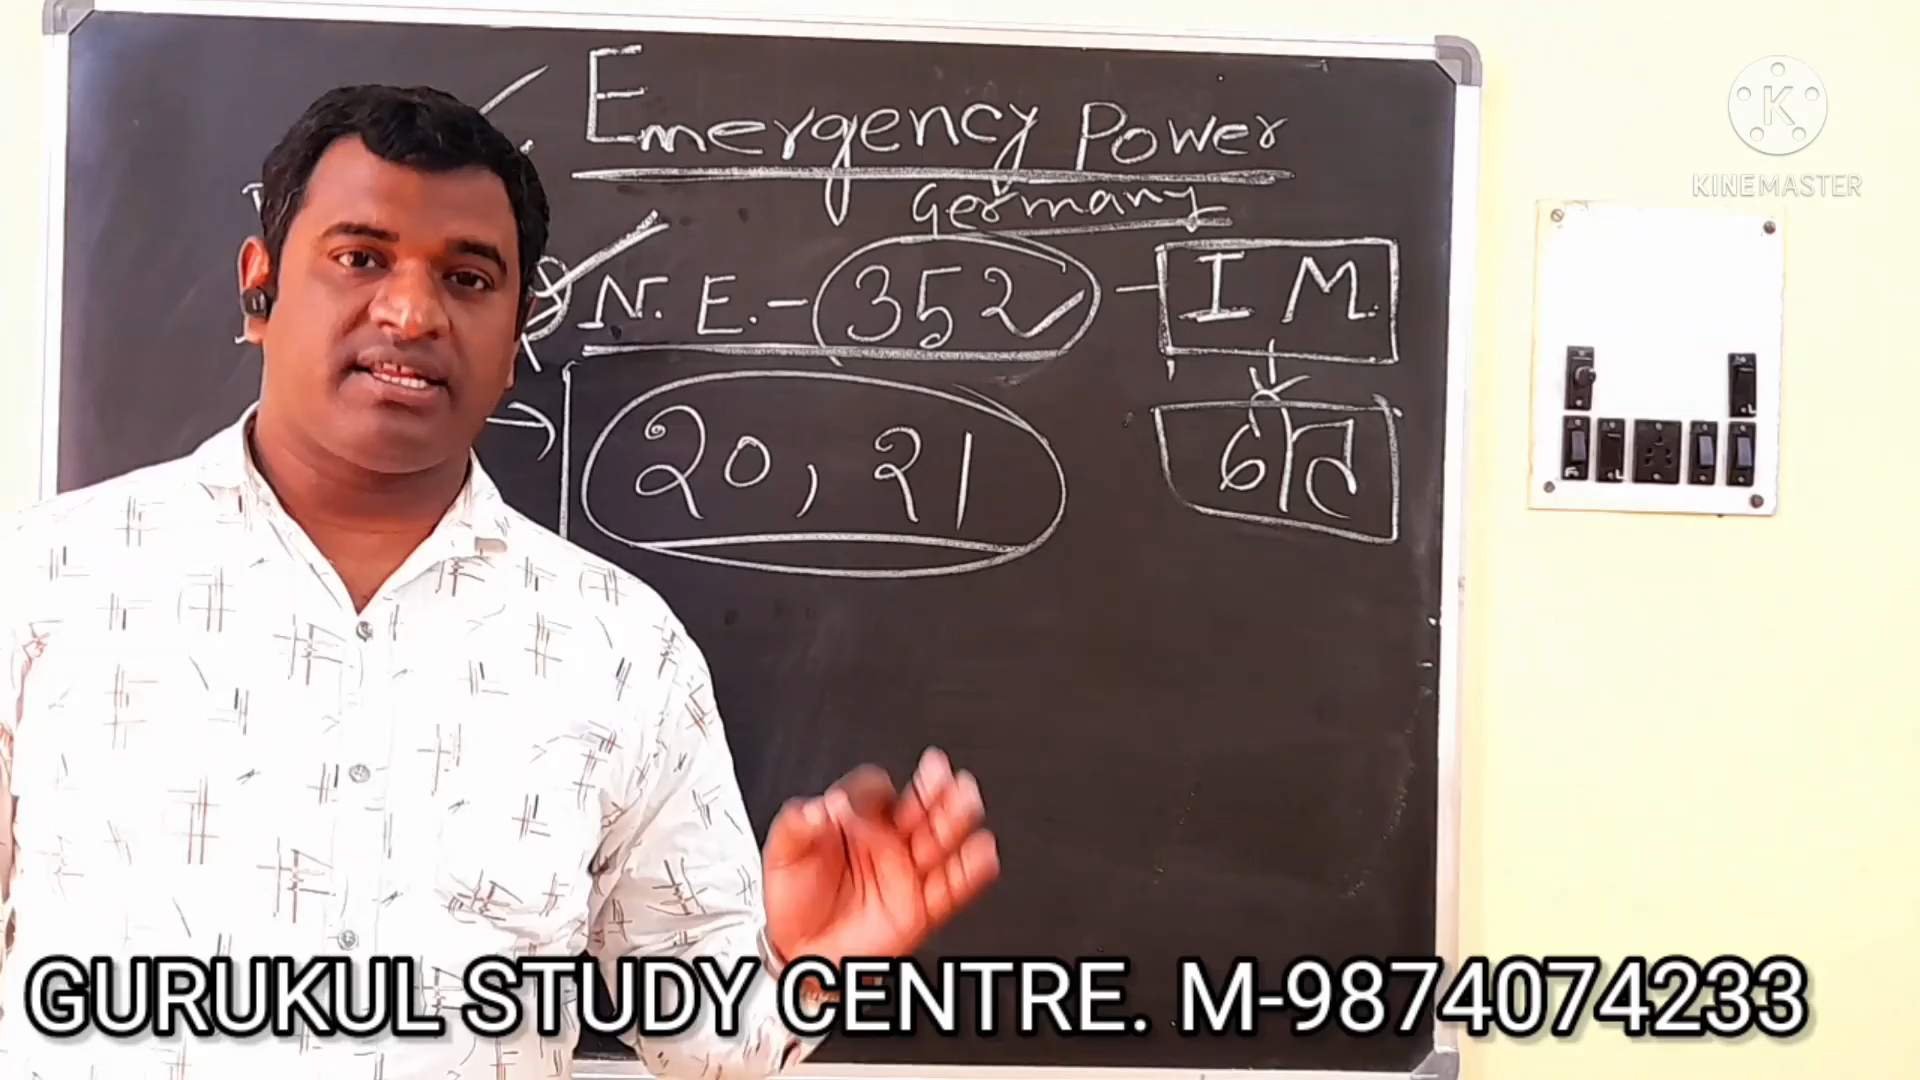 Emergency Power
Germany
N. E. - 352 - I M.
20, 21
KINEMASTER
GURUKUL STUDY CENTRE. M-9874074233